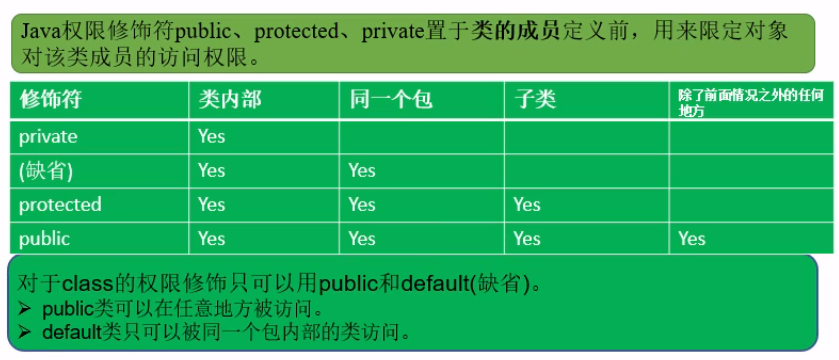 Java权限修饰符public、protected、private置于类的成员定义前，用来限定对象
对该类成员的访问权限。
修饰符 类内部 同一个包 子类 除了前面情况之外的任何
地方
private Yes
(缺省) Yes Yes
protected Yes Yes Yes
public Yes Yes Yes Yes
对于class的权限修饰只可以用public和default(缺省)。
➢ public类可以在任意地方被访问。
➢ default类只可以被同一个包内部的类访问。